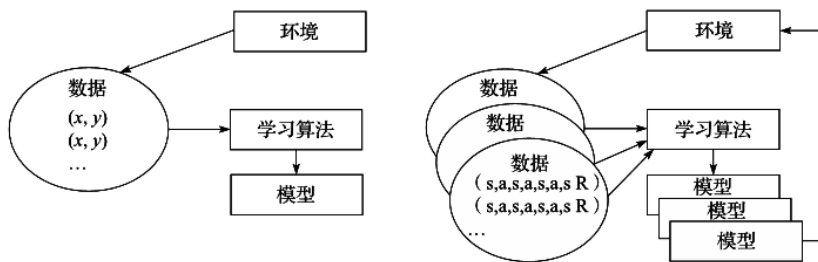 环境
数据
(x, y)
(x, y)
…
学习算法
模型
环境
数据
数据
数据
( s,a,s,a,s,a,s R )
( s,a,s,a,s,a,s R )
…
学习算法
模型
模型
模型